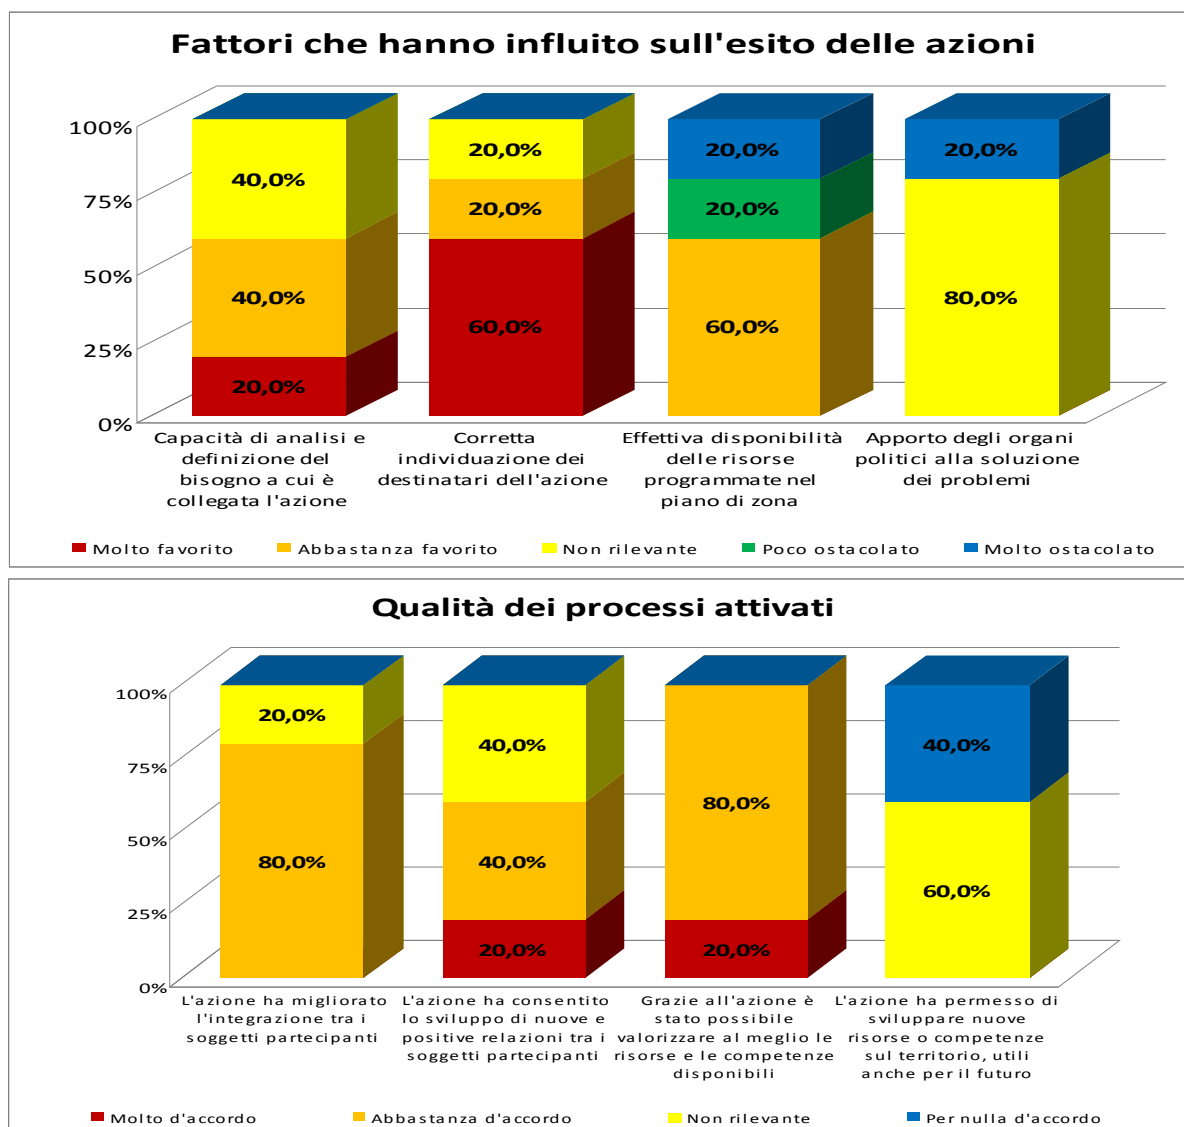 Fattori che hanno influito sull'esito delle azioni
100%
75%
50%
25%
0%
40,0%
40,0%
20,0%
20,0%
20,0%
60,0%
20,0%
20,0%
60,0%
20,0%
80,0%
Capacità di analisi e
definizione del
bisogno a cui è
collegata l'azione
Corretta
individuazione dei
destinatari dell'azione
Effettiva disponibilità
delle risorse
programmate nel
piano di zona
Apporto degli organi
politici alla soluzione
dei problemi
Molto favorito
Abbastanza favorito
Non rilevante
Poco ostacolato
Molto ostacolato
Qualità dei processi attivati
100%
75%
50%
25%
0%
20,0%
80,0%
40,0%
40,0%
20,0%
80,0%
20,0%
40,0%
60,0%
L'azione ha migliorato
l'integrazione tra i
soggetti partecipanti
L'azione ha consentito
lo sviluppo di nuove e
positive relazioni tra i
soggetti partecipanti
Grazie all'azione è
stato possibile
valorizzare al meglio le
risorse e le competenze
disponibili
L'azione ha permesso di
sviluppare nuove
risorse o competenze
sul territorio, utili
anche per il futuro
Molto d'accordo
Abbastanza d'accordo
Non rilevante
Per nulla d'accordo